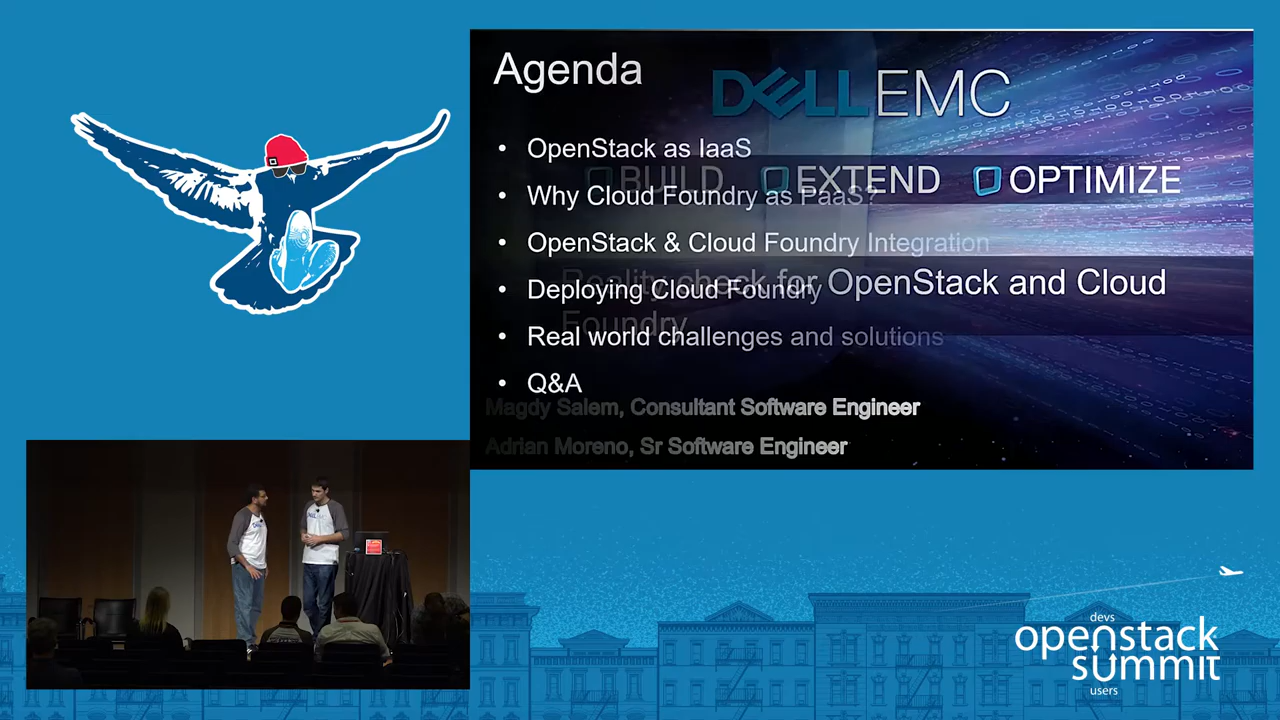 Agenda
DELLEMC
• OpenStack as IaaS
BUILD EXTEND OPTIMIZE
• Why Cloud Foundry as PaaS?
• OpenStack & Cloud Foundry Integration
Reality check for OpenStack and Cloud
Foundry
• Deploying Cloud Foundry
• Real world challenges and solutions
• Q&A
Magdy Salem, Consultant Software Engineer
Adrian Moreno, Sr Software Engineer
devs
openstack
summit
users